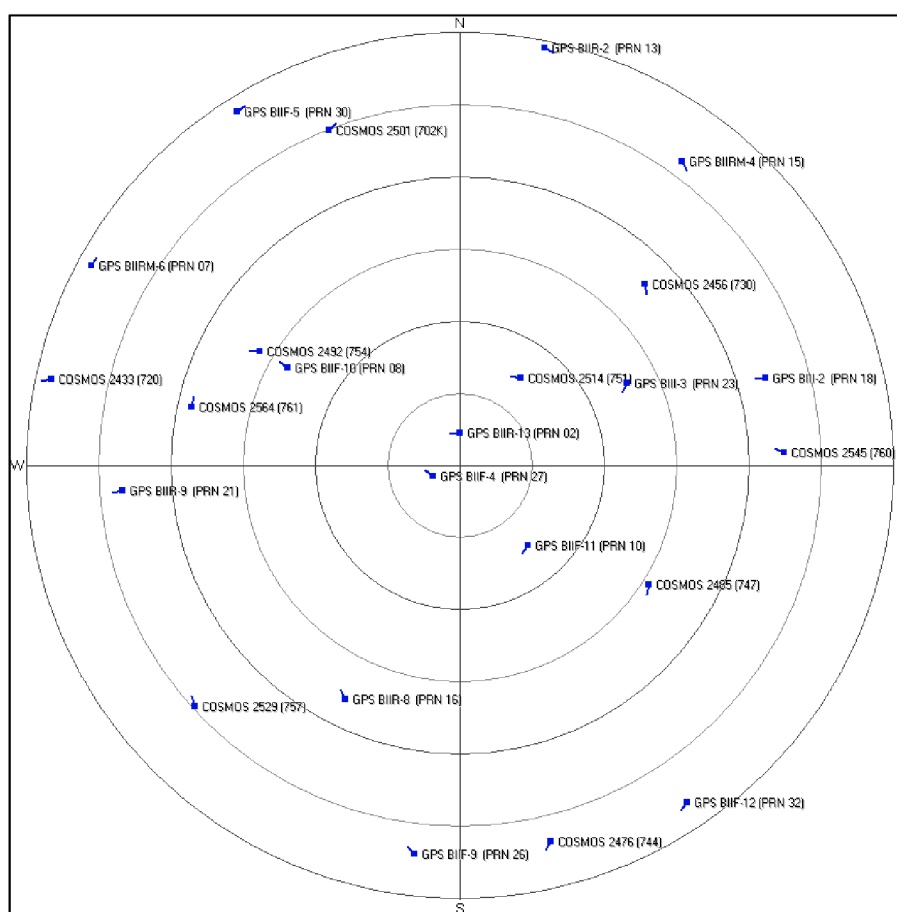 N
GPS BIIR-2 (PRN 13)
GPS BIIF-5 (PRN 30)
COSMOS 2501 (702K)
GPS BIIRM-4 (PRN 15)
GPS BIIRM-6 (PRN 07)
COSMOS 2456 (730)
COSMOS 2492 (754)
GPS BIIF-10 (PRN 08)
COSMOS 2433 (720)
COSMOS 2514 (751)
GPS BIII-3 (PRN 23)
GPS BIII-2 (PRN 18)
COSMOS 2564 (761)
GPS BIIR-13 (PRN 02)
COSMOS 2545 (760)
W
GPS BIIF-4 (PRN 27)
GPS BIIR-9 (PRN 21)
GPS BIIF-11 (PRN 10)
COSMOS 2485 (747)
GPS BIIR-8 (PRN 16)
COSMOS 2529 (757)
GPS BIIF-12 (PRN 32)
COSMOS 2476 (744)
GPS BIIF-9 (PRN 26)
S